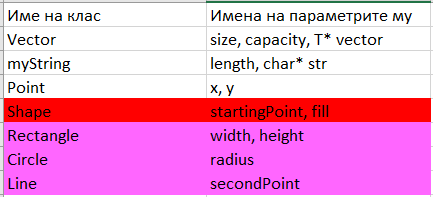 Име на клас Имена на параметрите му
Vector size, capacity, T* vector
myString length, char* str
Point x, y
Shape startingPoint, fill
Rectangle width, height
Circle radius
Line secondPoint